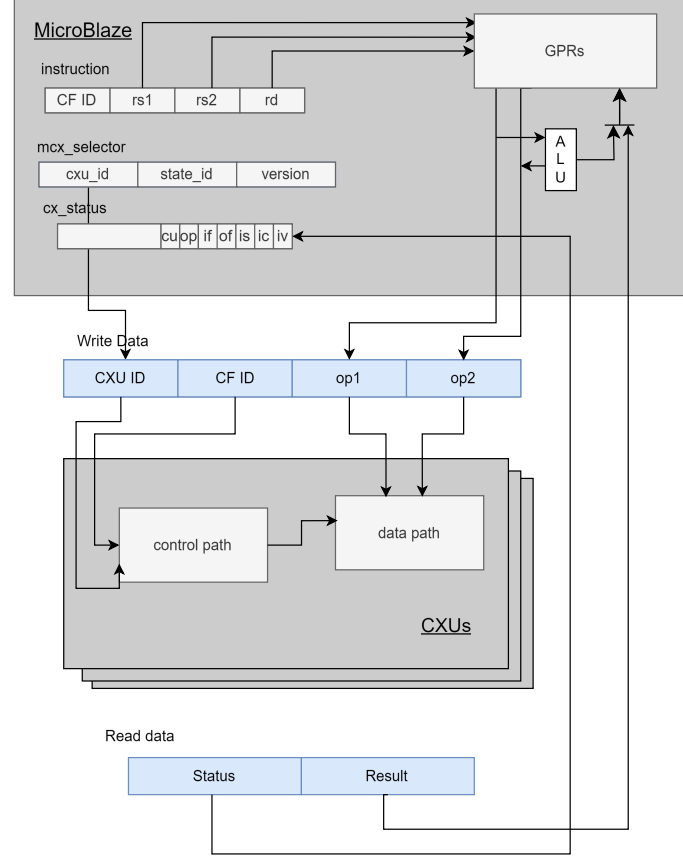 MicroBlaze
GPRs
instruction
CF ID rs1 rs2 rd
A
L
U
mcx_selector
cxu_id state_id version
cx_status
cu op if of is ic iv
Write Data
CXU ID CF ID op1 op2
control path data path
CXUs
Read data
Status Result